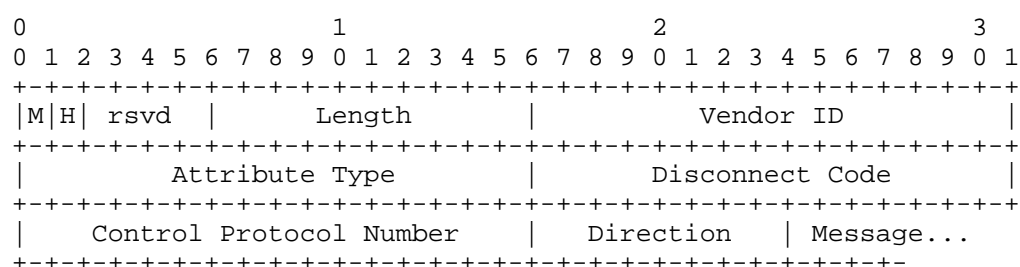 0                   1                   2                   3
0 1 2 3 4 5 6 7 8 9 0 1 2 3 4 5 6 7 8 9 0 1 2 3 4 5 6 7 8 9 0 1
+-+-+-+-+-+-+-+-+-+-+-+-+-+-+-+-+-+-+-+-+-+-+-+-+-+-+-+-+-+-+-+
|M|H| rsvd  |      Length       |          Vendor ID          |
+-+-+-+-+-+-+-+-+-+-+-+-+-+-+-+-+-+-+-+-+-+-+-+-+-+-+-+-+-+-+-+
|         Attribute Type        |       Disconnect Code       |
+-+-+-+-+-+-+-+-+-+-+-+-+-+-+-+-+-+-+-+-+-+-+-+-+-+-+-+-+-+-+-+
|    Control Protocol Number    |   Direction   | Message...
+-+-+-+-+-+-+-+-+-+-+-+-+-+-+-+-+-+-+-+-+-+-+-+-+-+-+-+-